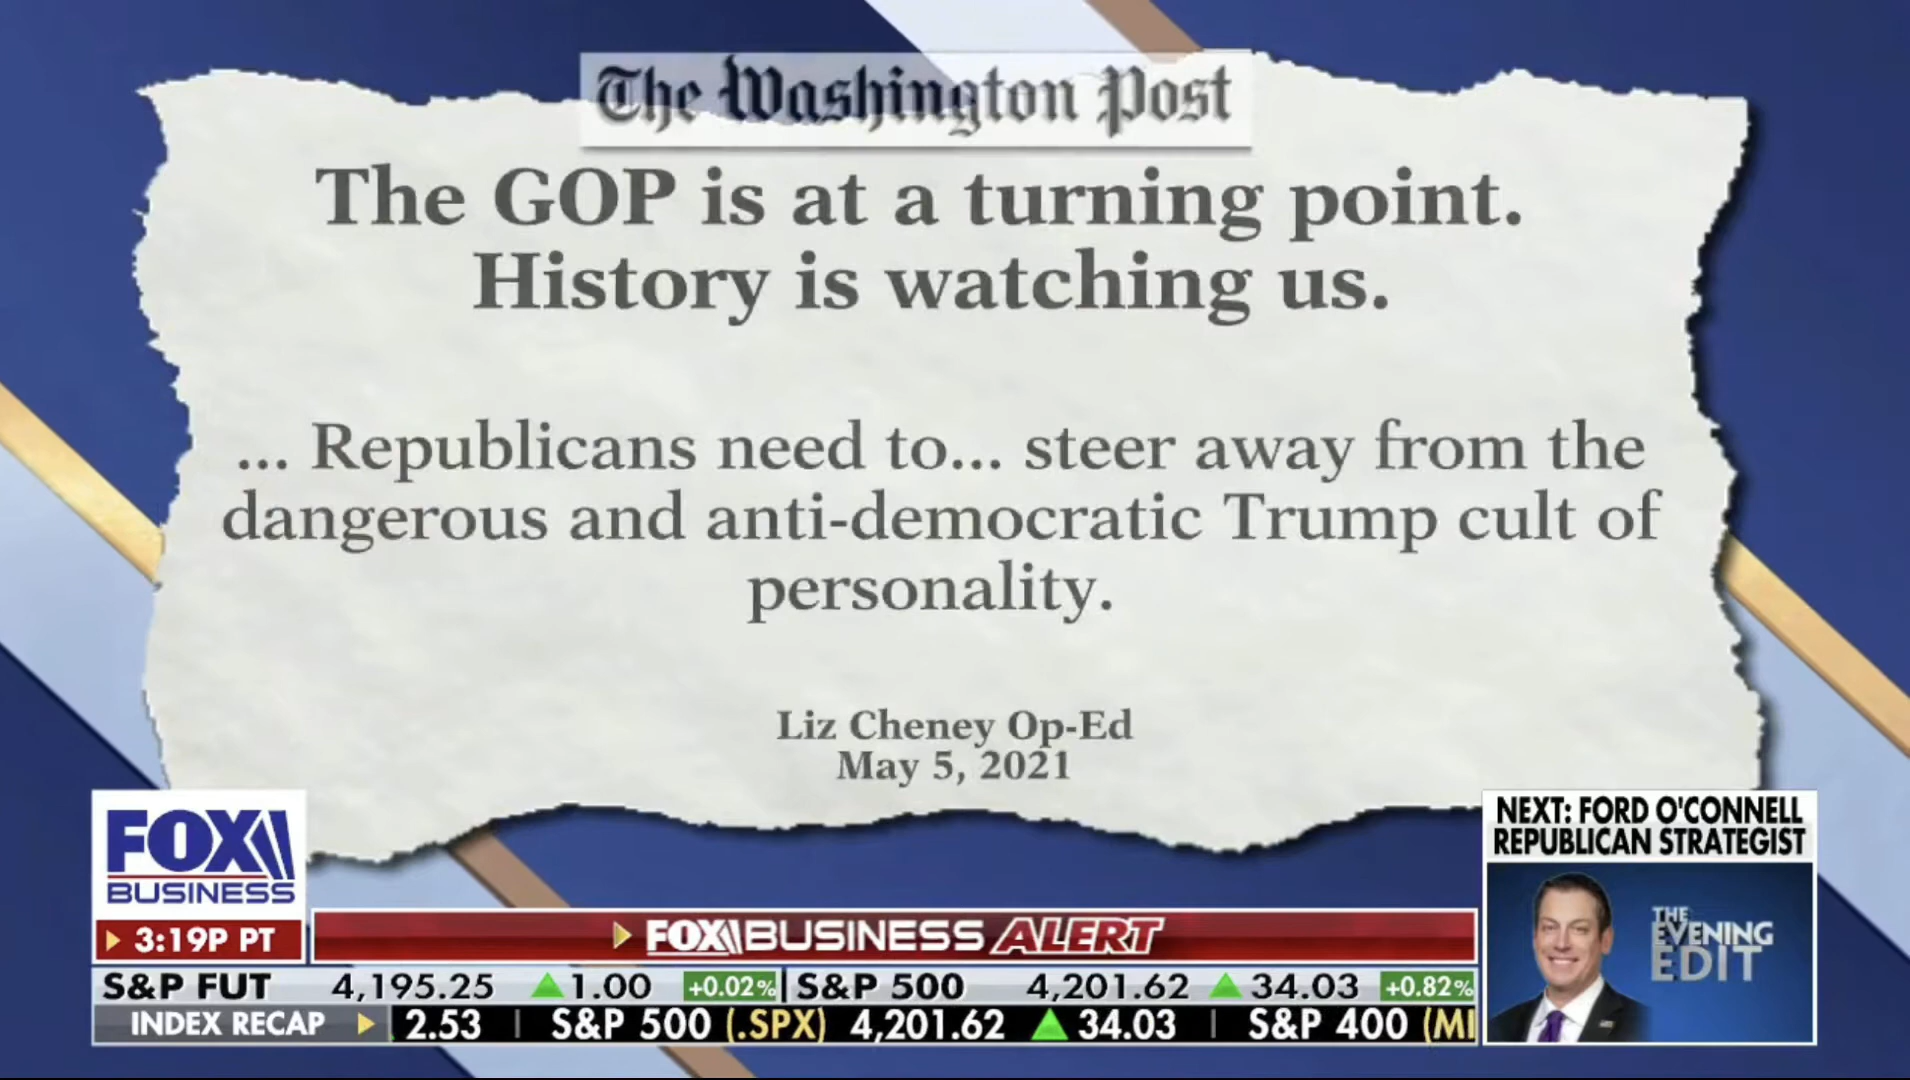 The Washington Post
The GOP is at a turning point.
History is watching us.
... Republicans need to... steer away from the
dangerous and anti-democratic Trump cult of
personality.
Liz Cheney Op-Ed
May 5, 2021
NEXT: FORD O'CONNELL
REPUBLICAN STRATEGIST
THE
EVENING
EDIT
FOX
BUSINESS
3:19P PT
FOX BUSINESS ALERT
S&P FUT 4,195.25 ▲ 1.00 +0.02% S&P 500 4,201.62 ▲ 34.03 +0.82%
INDEX RECAP 2.53 | S&P 500 (.SPX) 4,201.62 ▲ 34.03 | S&P 400 (MI